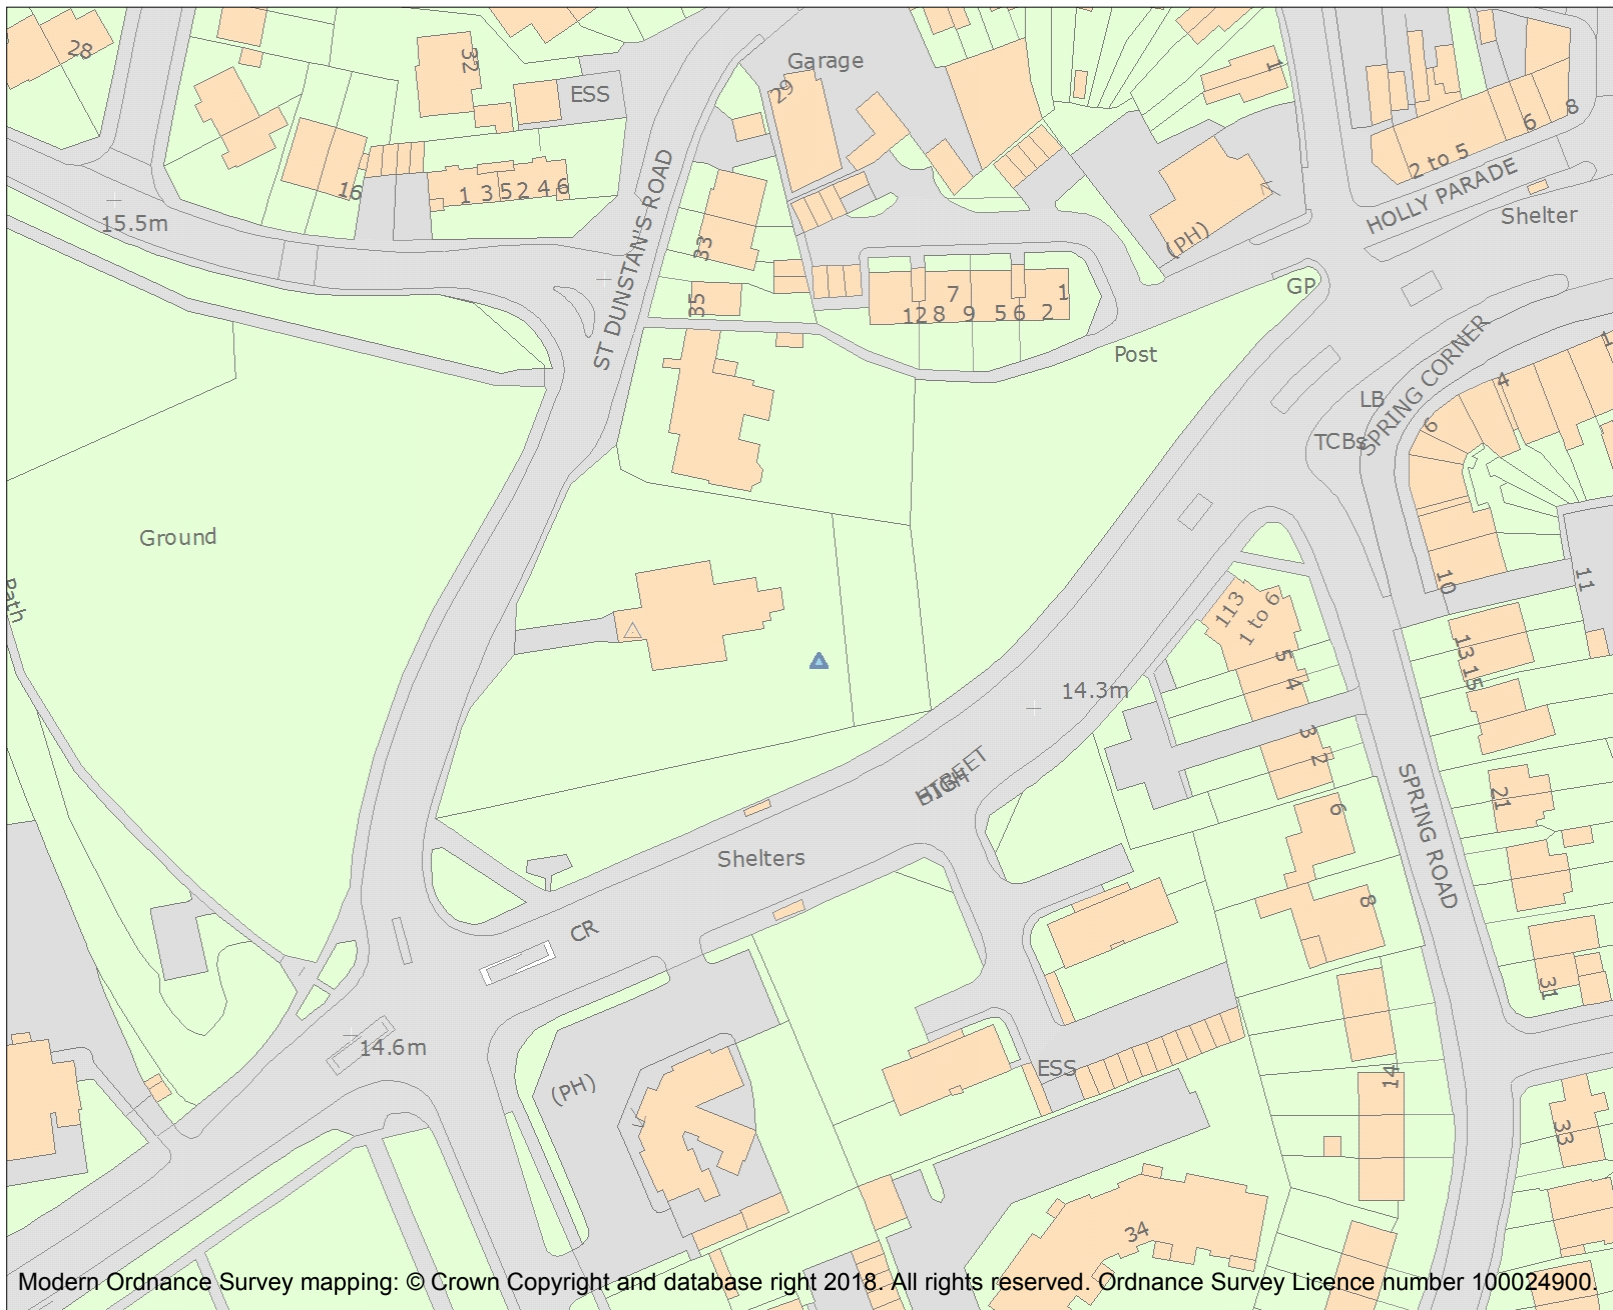 28
32
ESS
Garage
29
1
6
8
2 to 5
HOLLY PARADE
Shelter
16
1 3 5 2 4 6
15.5m
ST DUNSTAN'S ROAD
33
35
(PH)
GP
7
1
12 8 9 5 6 2
Post
SPRING CORNER
1
4
6
LB
TCBs
Ground
Path
10
11
113
1 to 6
5
4
3
2
13
15
14.3m
HIGH
STREET
SPRING ROAD
21
6
8
Shelters
CR
31
14.6m
(PH)
ESS
14
33
34
Modern Ordnance Survey mapping: © Crown Copyright and database right 2018. All rights reserved. Ordnance Survey Licence number 100024900.